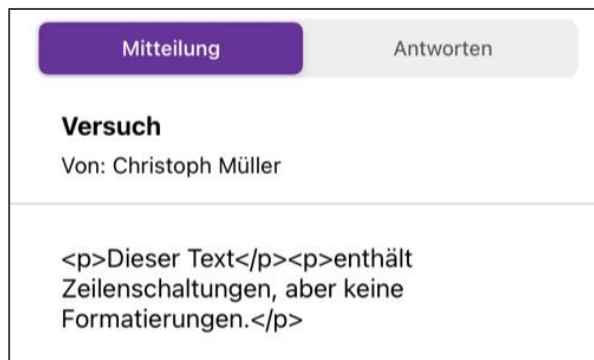 Mitteilung
Antworten
Versuch
Von: Christoph Müller
<p>Dieser Text</p><p>enthält
Zeilenschaltungen, aber keine
Formatierungen.</p>